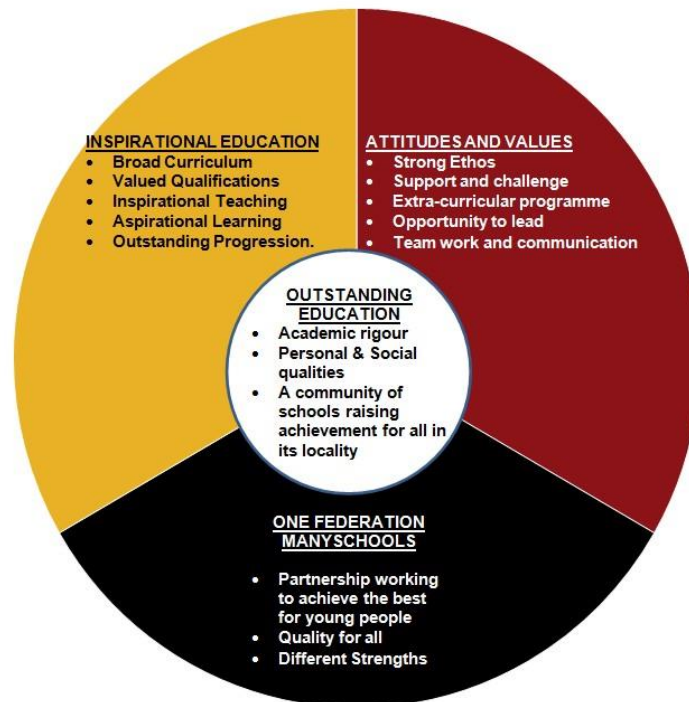 INSPIRATIONAL EDUCATION
• Broad Curriculum
• Valued Qualifications
• Inspirational Teaching
• Aspirational Learning
• Outstanding Progression.
ATTITUDES AND VALUES
• Strong Ethos
• Support and challenge
• Extra-curricular programme
• Opportunity to lead
• Team work and communication
OUTSTANDING
EDUCATION
• Academic rigour
• Personal & Social
qualities
• A community of
schools raising
achievement for all in
its locality
ONE FEDERATION
MANYSCHOOLS
• Partnership working
to achieve the best
for young people
• Quality for all
• Different Strengths